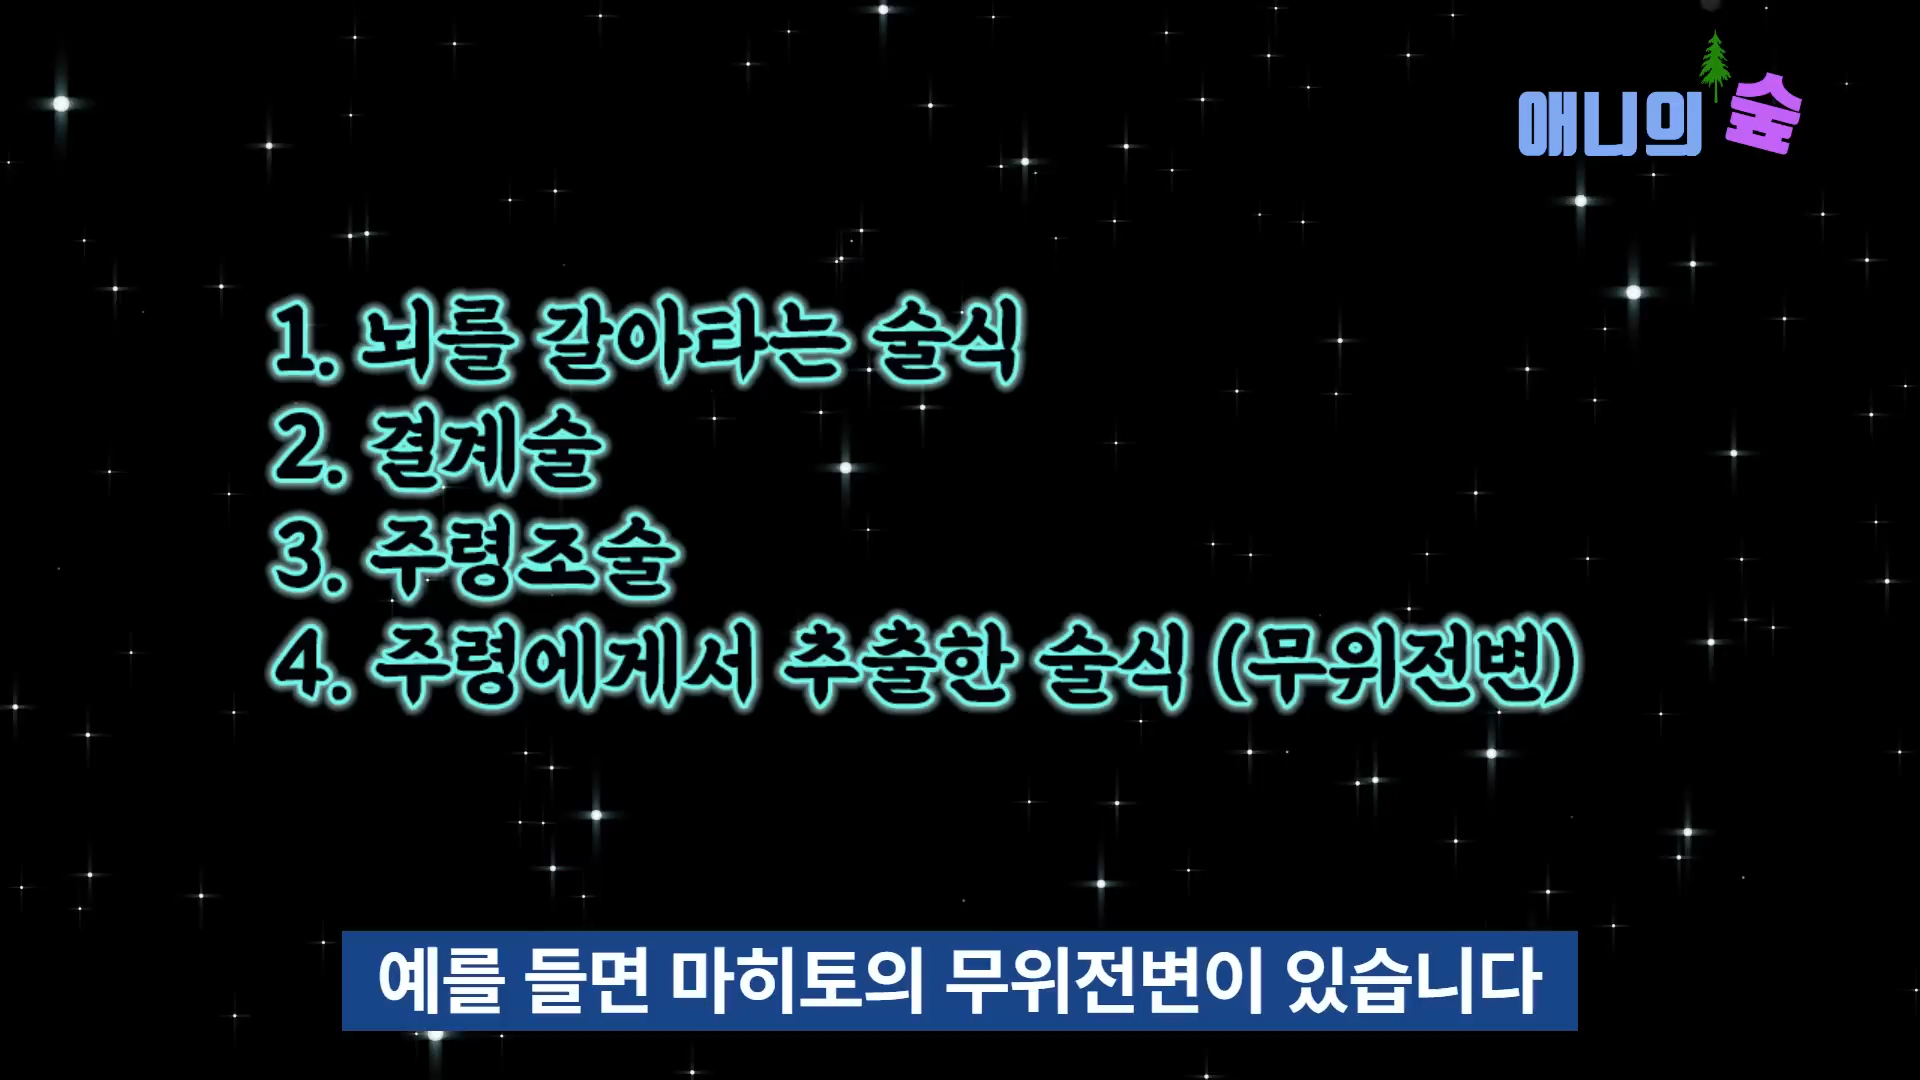 애니의 숲
1. 뇌를 갈아타는 술식
2. 결계술
3. 주령조술
4. 주령에게서 추출한 술식 (무위전변)
예를 들면 마히토의 무위전변이 있습니다